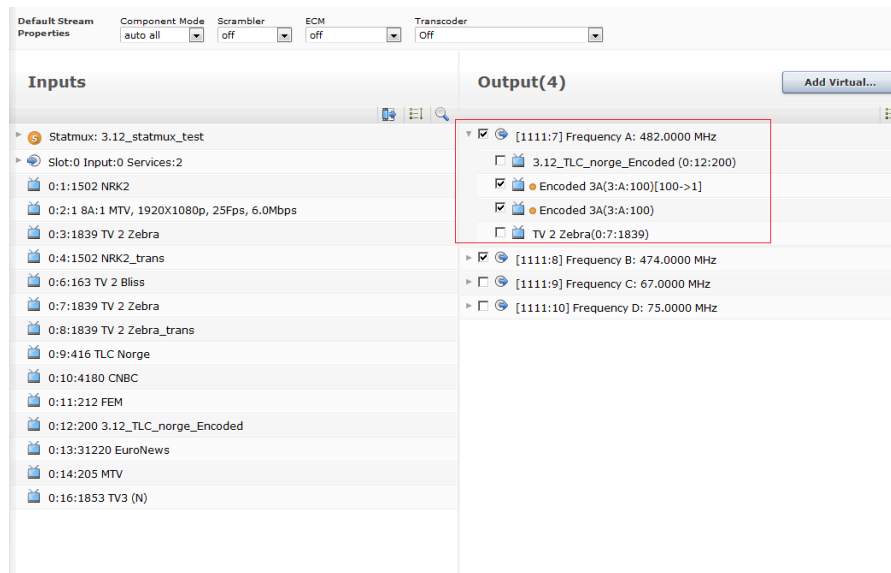 Default Stream Properties
Component Mode
auto all
Scrambler
off
ECM
off
Transcoder
Off
Inputs
S Statmux: 3.12_statmux_test
Slot:0 Input:0 Services:2
0:1:1502 NRK2
0:2:1 8A:1 MTV, 1920X1080p, 25Fps, 6.0Mbps
0:3:1839 TV 2 Zebra
0:4:1502 NRK2_trans
0:6:163 TV 2 Bliss
0:7:1839 TV 2 Zebra
0:8:1839 TV 2 Zebra_trans
0:9:416 TLC Norge
0:10:4180 CNBC
0:11:212 FEM
0:12:200 3.12_TLC_norge_Encoded
0:13:31220 EuroNews
0:14:205 MTV
0:16:1853 TV3 (N)
Output(4)
Add Virtual...
[1111:7] Frequency A: 482.0000 MHz
3.12_TLC_norge_Encoded (0:12:200)
Encoded 3A(3:A:100)[100->1]
Encoded 3A(3:A:100)
TV 2 Zebra(0:7:1839)
[1111:8] Frequency B: 474.0000 MHz
[1111:9] Frequency C: 67.0000 MHz
[1111:10] Frequency D: 75.0000 MHz